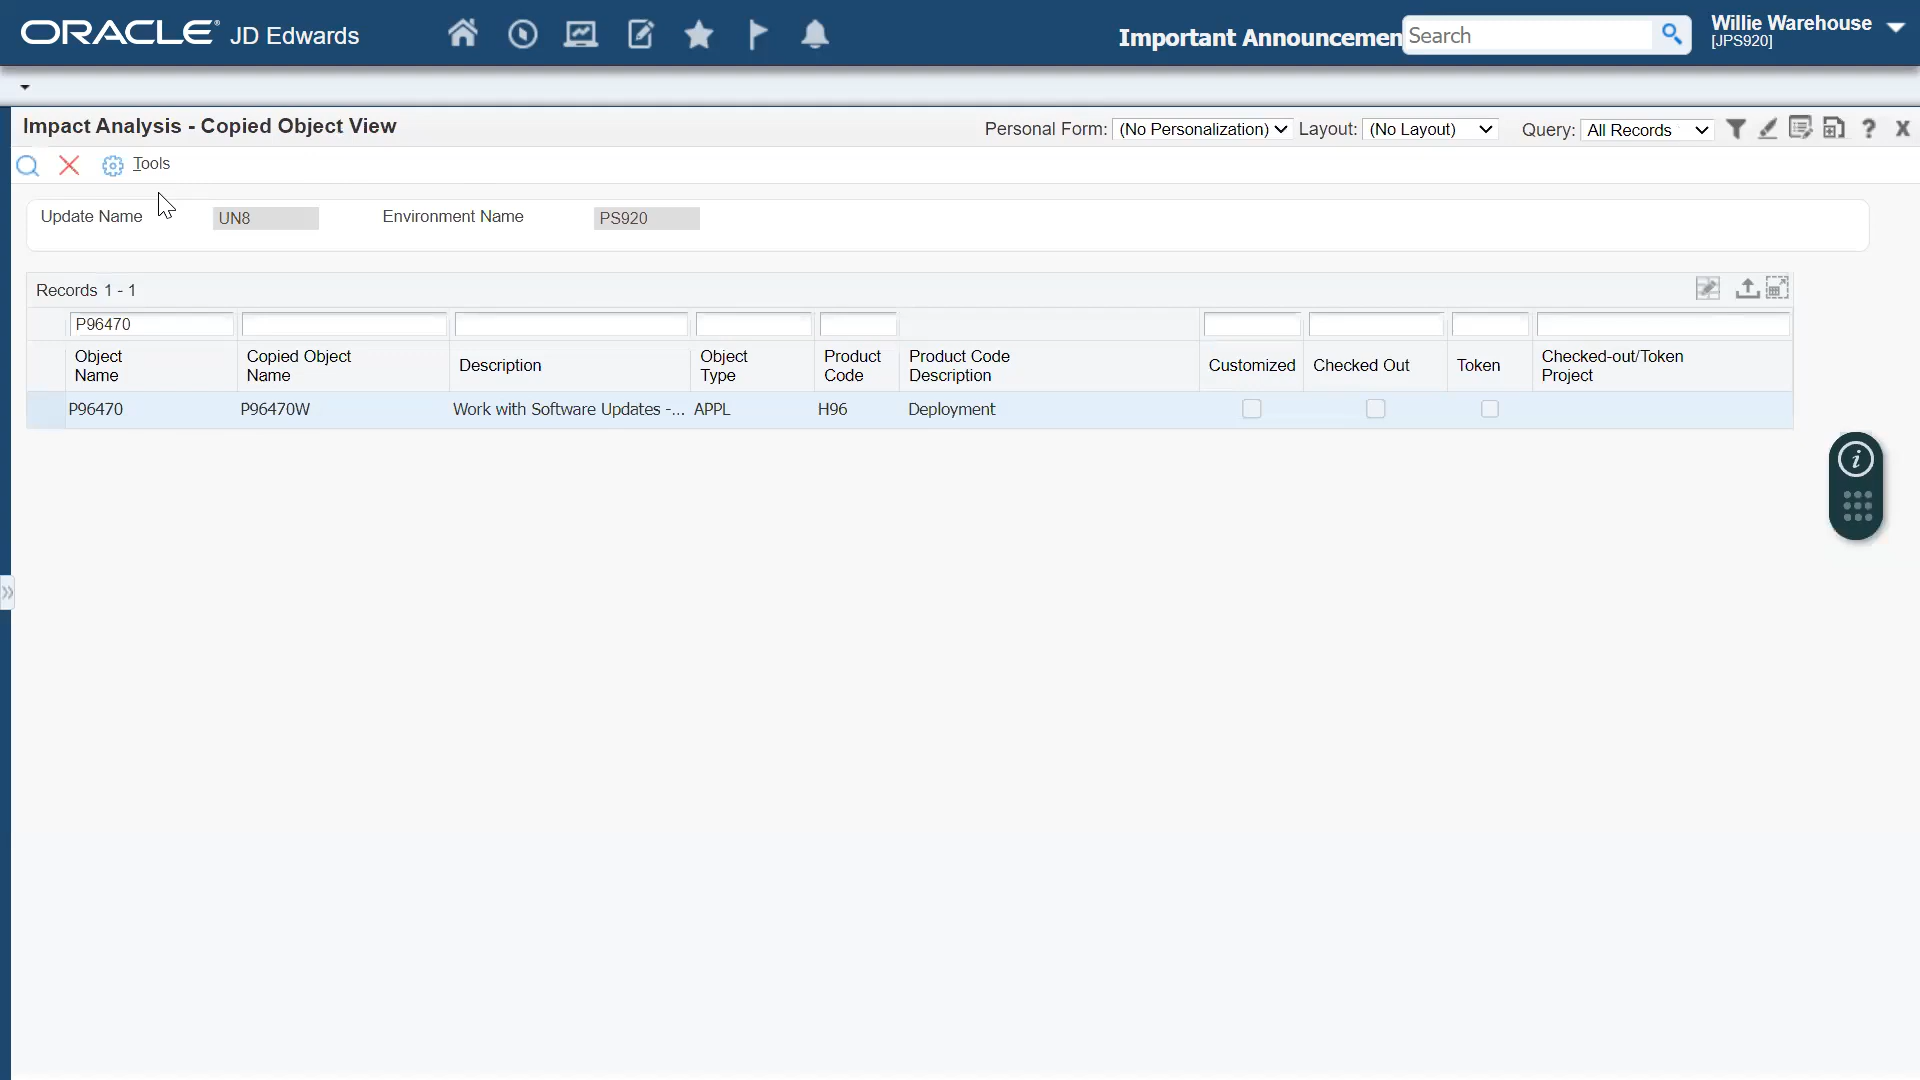 ORACLE JD Edwards
Important Announcemen
Search
Willie Warehouse
[JPS920]
Impact Analysis - Copied Object View
Personal Form: (No Personalization) Layout: (No Layout) Query: All Records
Tools
Update Name UN8 Environment Name PS920
Records 1 - 1
P96470
Object Name
Copied Object Name
Description
Object Type
Product Code
Product Code Description
Customized
Checked Out
Token
Checked-out/Token Project
P96470 P96470W Work with Software Updates -... APPL H96 Deployment